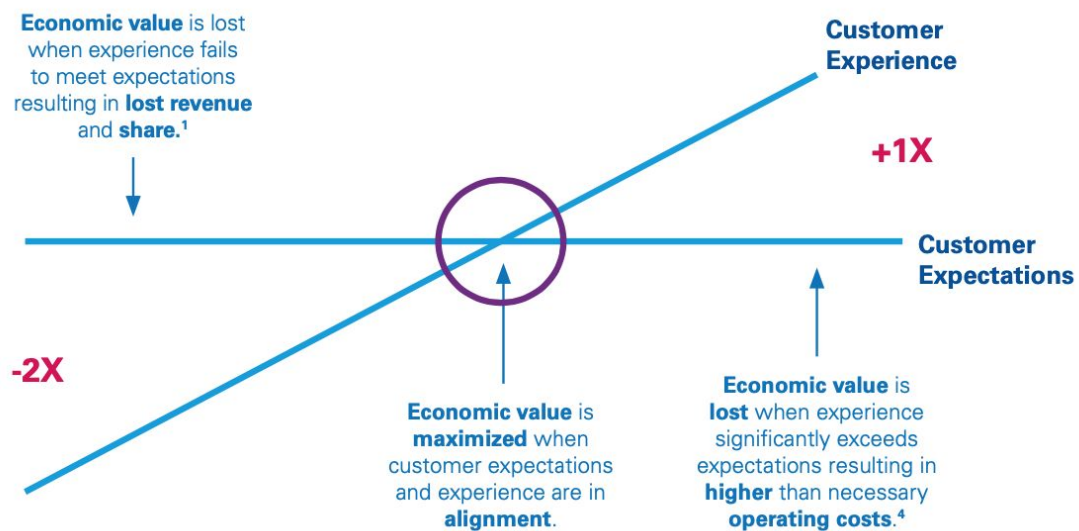 Economic value is lost
when experience fails
to meet expectations
resulting in lost revenue
and share.¹
Customer
Experience
+1X
Customer
Expectations
-2X
Economic value is
maximized when
customer expectations
and experience are in
alignment.
Economic value is
lost when experience
significantly exceeds
expectations resulting in
higher than necessary
operating costs.⁴